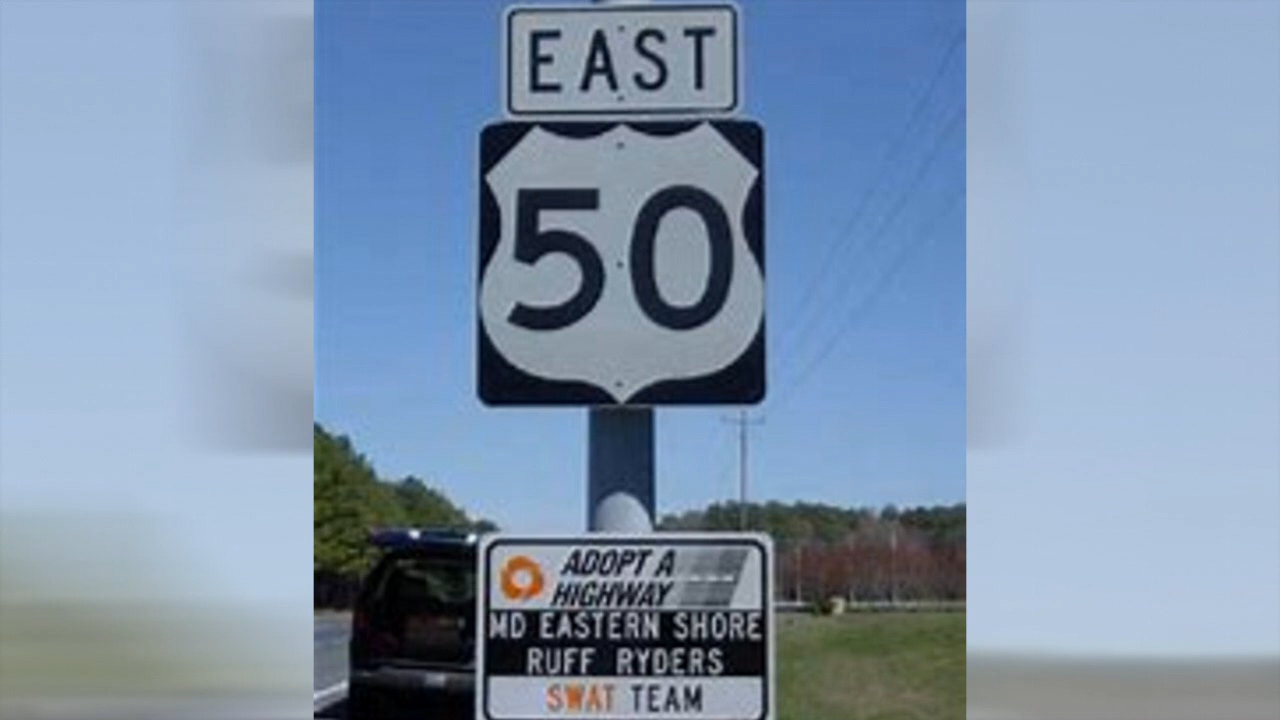 EAST
50
ADOPT A
HIGHWAY
MD EASTERN SHORE
RUFF RYDERS
SWAT TEAM